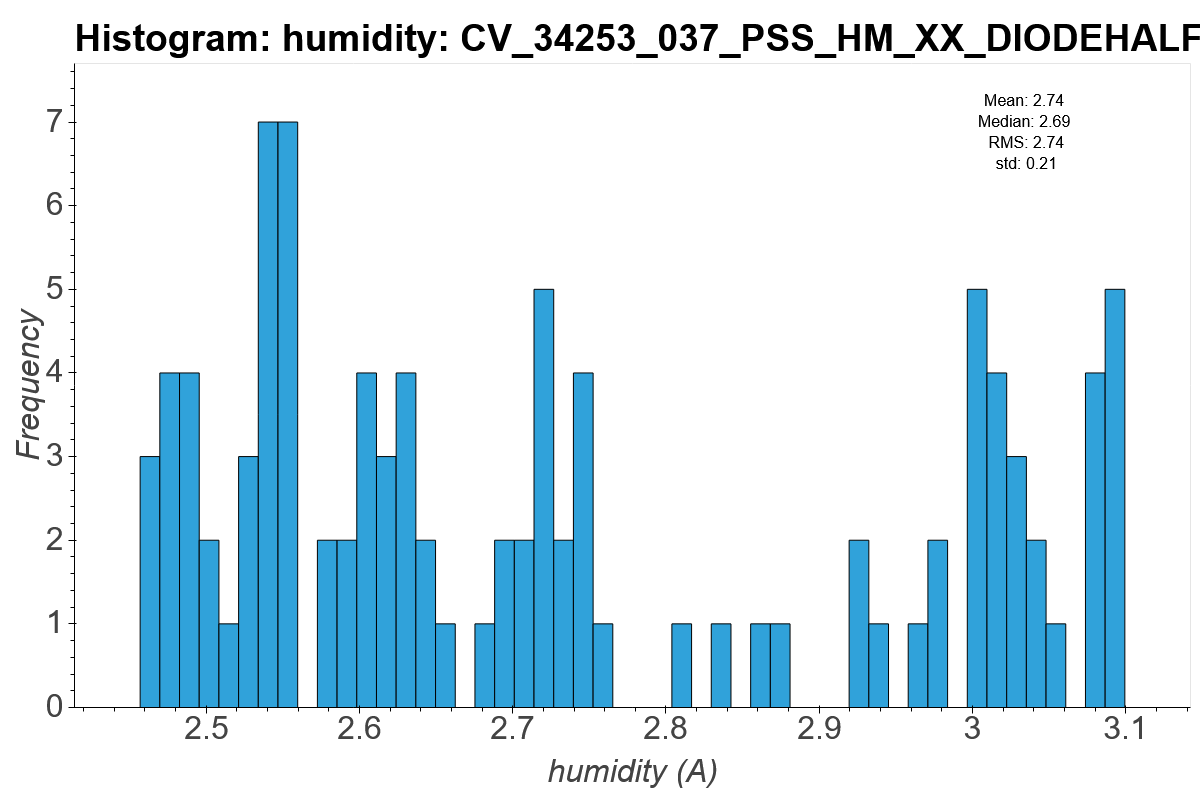 Histogram: humidity: CV_34253_037_PSS_HM_XX_DIODEHALF
Mean: 2.74
Median: 2.69
RMS: 2.74
std: 0.21
7
6
5
4
3
2
1
0
Frequency
2.5 2.6 2.7 2.8 2.9 3 3.1
humidity (A)